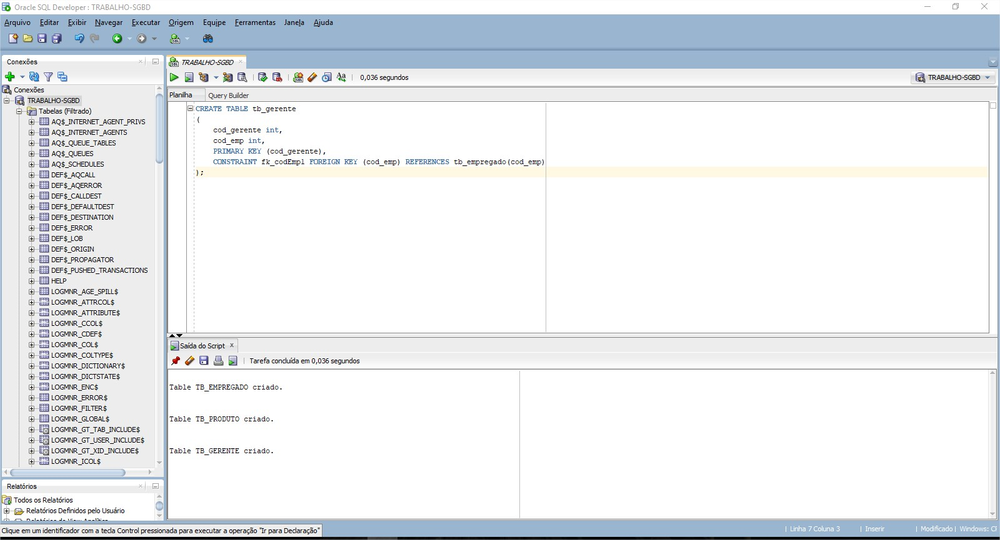 Oracle SQL Developer : TRABALHO-SGBD
Arquivo Editar Exibir Navegar Executar Origem Equipe Ferramentas Janela Ajuda
Conexões
Conexões
TRABALHO-SGBD
Tabelas (Filtrado)
AQ$_INTERNET_AGENT_PRIVS
AQ$_INTERNET_AGENTS
AQ$_QUEUE_TABLES
AQ$_QUEUES
AQ$_SCHEDULES
DEF$_AQCALL
DEF$_AQERROR
DEF$_CALLDEST
DEF$_DEFAULTDEST
DEF$_DESTINATION
DEF$_ERROR
DEF$_LOB
DEF$_ORIGIN
DEF$_PROPAGATOR
DEF$_PUSHED_TRANSACTIONS
HELP
LOGMNR_AGE_SPILL$
LOGMNR_ATTRCOL$
LOGMNR_ATTRIBUTE$
LOGMNR_CCOL$
LOGMNR_CDEF$
LOGMNR_COL$
LOGMNR_COLTYPE$
LOGMNR_DICTIONARY$
LOGMNR_DICTSTATE$
LOGMNR_ENC$
LOGMNR_ERROR$
LOGMNR_FILTER$
LOGMNR_GLOBAL$
LOGMNR_GT_TAB_INCLUDE$
LOGMNR_GT_USER_INCLUDE$
LOGMNR_GT_XID_INCLUDE$
LOGMNR_ICOL$
Relatórios
Todos os Relatórios
Relatórios Definidos pelo Usuário
TRABALHO-SGBD
0,036 segundos
TRABALHO-SGBD
Planilha Query Builder
CREATE TABLE tb_gerente
(
cod_gerente int,
cod_emp int,
PRIMARY KEY (cod_gerente),
CONSTRAINT fk_codEmp1 FOREIGN KEY (cod_emp) REFERENCES tb_empregado(cod_emp)
);
Saída do Script
Tarefa concluída em 0,036 segundos
Table TB_EMPREGADO criado.
Table TB_PRODUTO criado.
Table TB_GERENTE criado.
Clique em um identificador com a tecla Control pressionada para executar a operação "Ir para Declaração"
Linha 7 Coluna 3 | Inserir | Modificado | Windows: